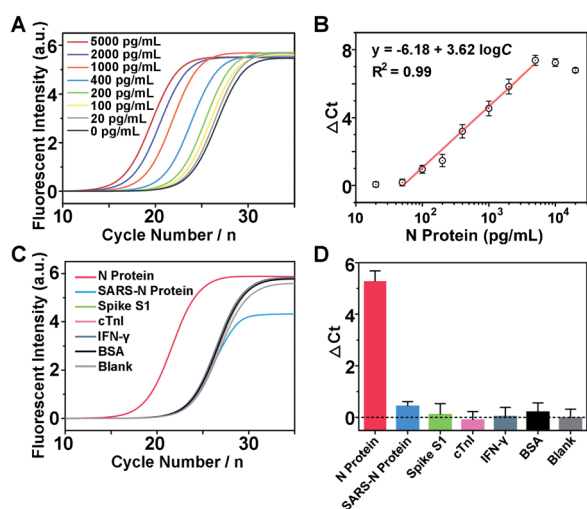 A
Fluorescent Intensity (a.u.)
6
4
2
0
5000 pg/mL
2000 pg/mL
1000 pg/mL
400 pg/mL
200 pg/mL
100 pg/mL
20 pg/mL
0 pg/mL
10 20 30
Cycle Number / n
B
ΔCt
8
4
0
y = -6.18 + 3.62 logC
R² = 0.99
10¹ 10² 10³ 10⁴
N Protein (pg/mL)
C
Fluorescent Intensity (a.u.)
6
4
2
0
N Protein
SARS-N Protein
Spike S1
cTnI
IFN-γ
BSA
Blank
10 20 30
Cycle Number / n
D
ΔCt
6
4
2
0
N Protein
SARS-N Protein
Spike S1
cTnI
IFN-γ
BSA
Blank